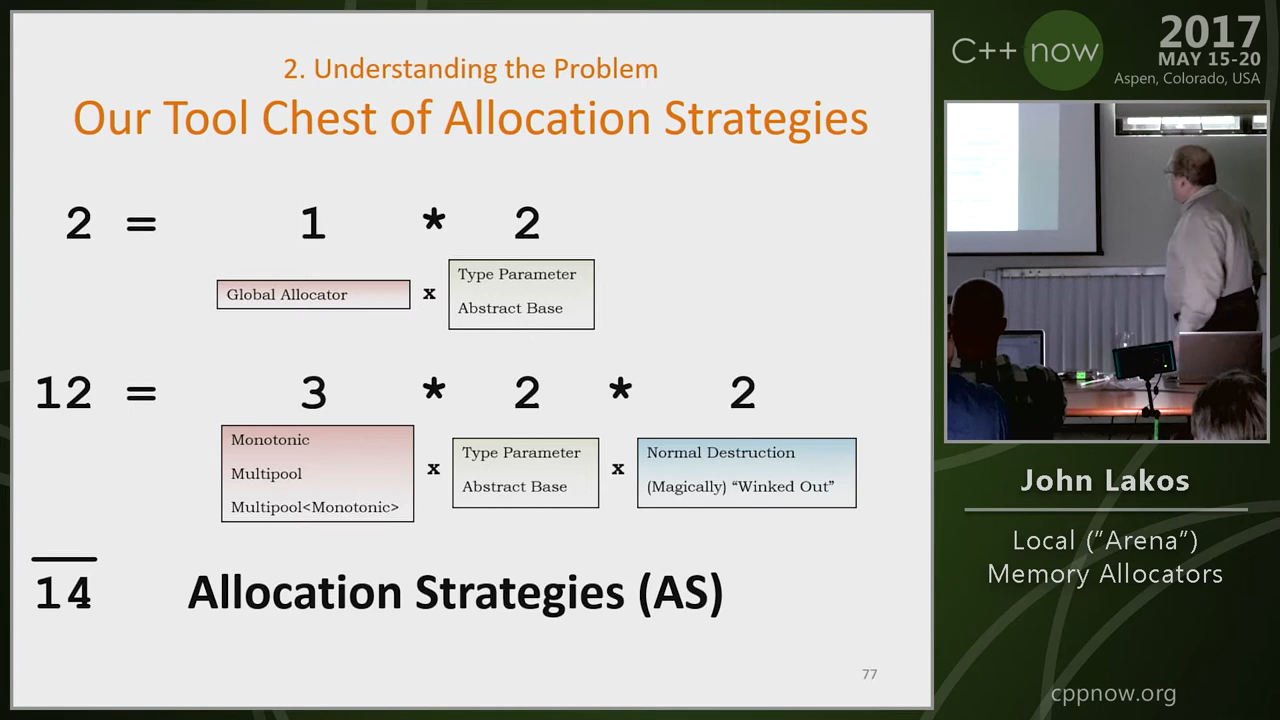 2. Understanding the Problem
Our Tool Chest of Allocation Strategies
2 = 1 * 2
Global Allocator x Type Parameter
Abstract Base
12 = 3 * 2 * 2
Monotonic
Multipool
Multipool<Monotonic>
x
Type Parameter
Abstract Base
x
Normal Destruction
(Magically) “Winked Out”
14 Allocation Strategies (AS)
77
C++ now
2017
MAY 15-20
Aspen, Colorado, USA
John Lakos
Local (”Arena”)
Memory Allocators
cppnow.org